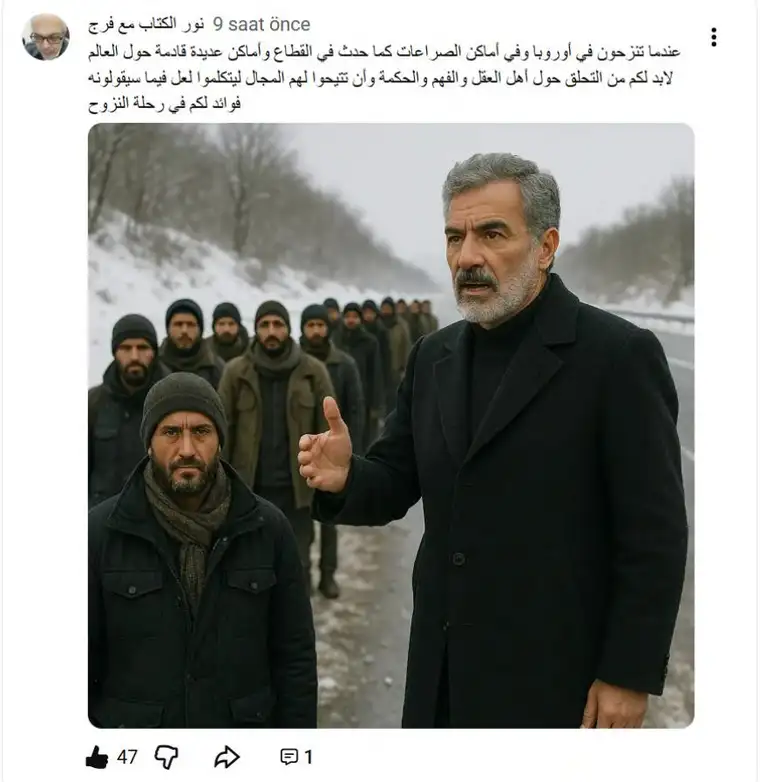 نور الكتاب مع فرج 9 saat önce
عندما تنزحون في أوروبا وفي أماكن الصراعات كما حدث في القطاع وأماكن عديدة قادمة حول العالم
لابد لكم من التحلق حول أهل العقل والفهم والحكمة وأن تتيحوا لهم المجال ليتكلموا لعل فيما سيقولونه
فوائد لكم في رحلة النزوح
47 1